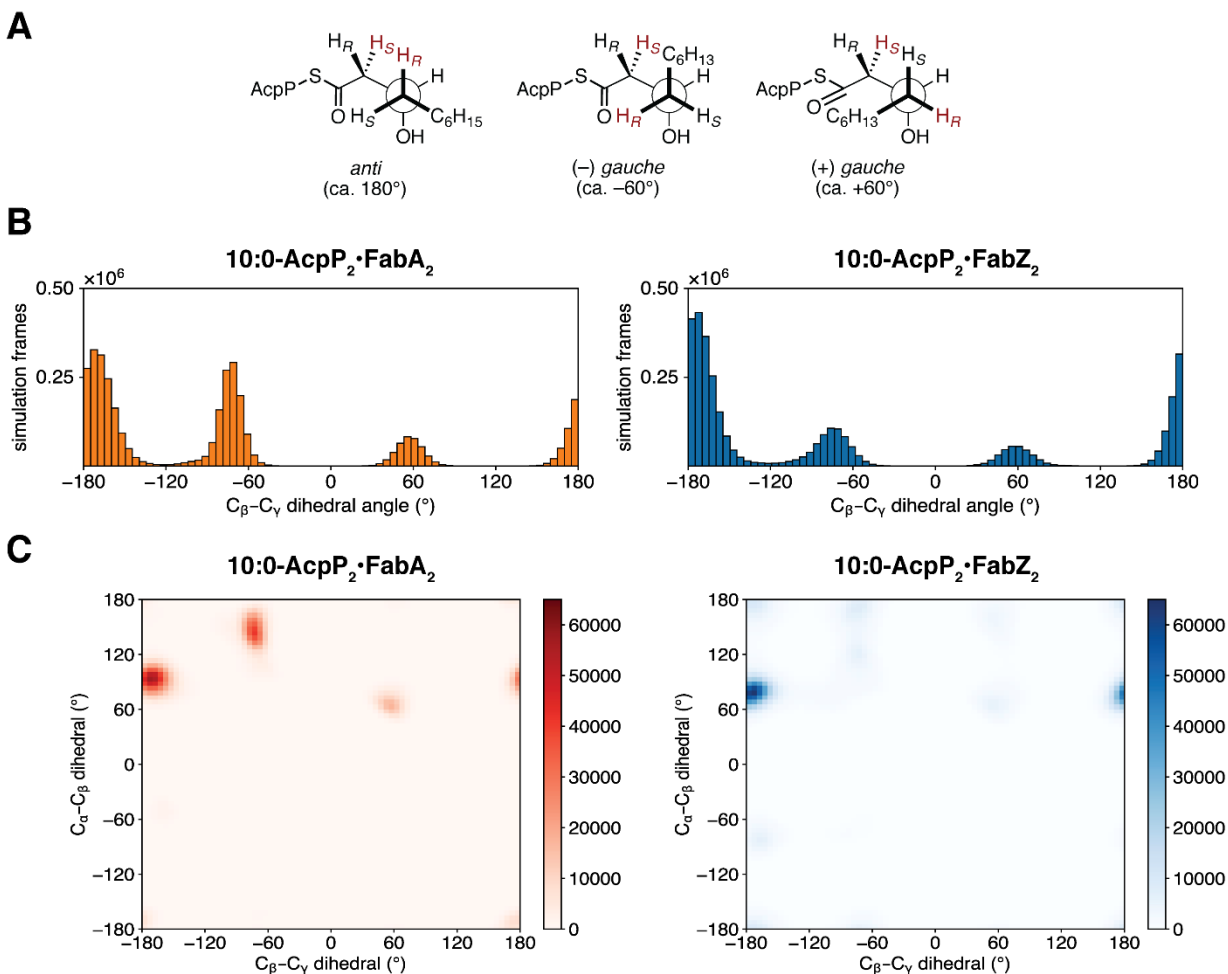 A
H_R H_S H_R H
AcpP S
O H_S C6H15
OH
anti
(ca. 180°)
H_R H_S C6H13 H
AcpP S
O H_R H_S
OH
(–) gauche
(ca. –60°)
H_R H_S H_S H
AcpP S
O C6H13 H_R
OH
(+) gauche
(ca. +60°)
B
10:0-AcpP2•FabA2
×10^6
0.50
0.25
simulation frames
−180 −120 −60 0 60 120 180
Cβ–Cγ dihedral angle (°)
10:0-AcpP2•FabZ2
×10^6
0.50
0.25
simulation frames
−180 −120 −60 0 60 120 180
Cβ–Cγ dihedral angle (°)
C
10:0-AcpP2•FabA2
180
120
60
0
−60
−120
−180
Cα–Cβ dihedral (°)
−180 −120 −60 0 60 120 180
Cβ–Cγ dihedral (°)
60000
50000
40000
30000
20000
10000
0
10:0-AcpP2•FabZ2
180
120
60
0
−60
−120
−180
Cα–Cβ dihedral (°)
−180 −120 −60 0 60 120 180
Cβ–Cγ dihedral (°)
60000
50000
40000
30000
20000
10000
0